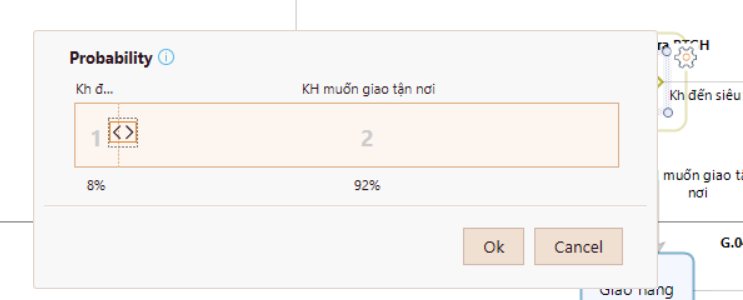 Probability
Kh đ...
KH muốn giao tận nơi
1
2
8%
92%
Ok
Cancel
Kh đến siêu
muốn giao tậ
nơi
G.04
Giao hàng